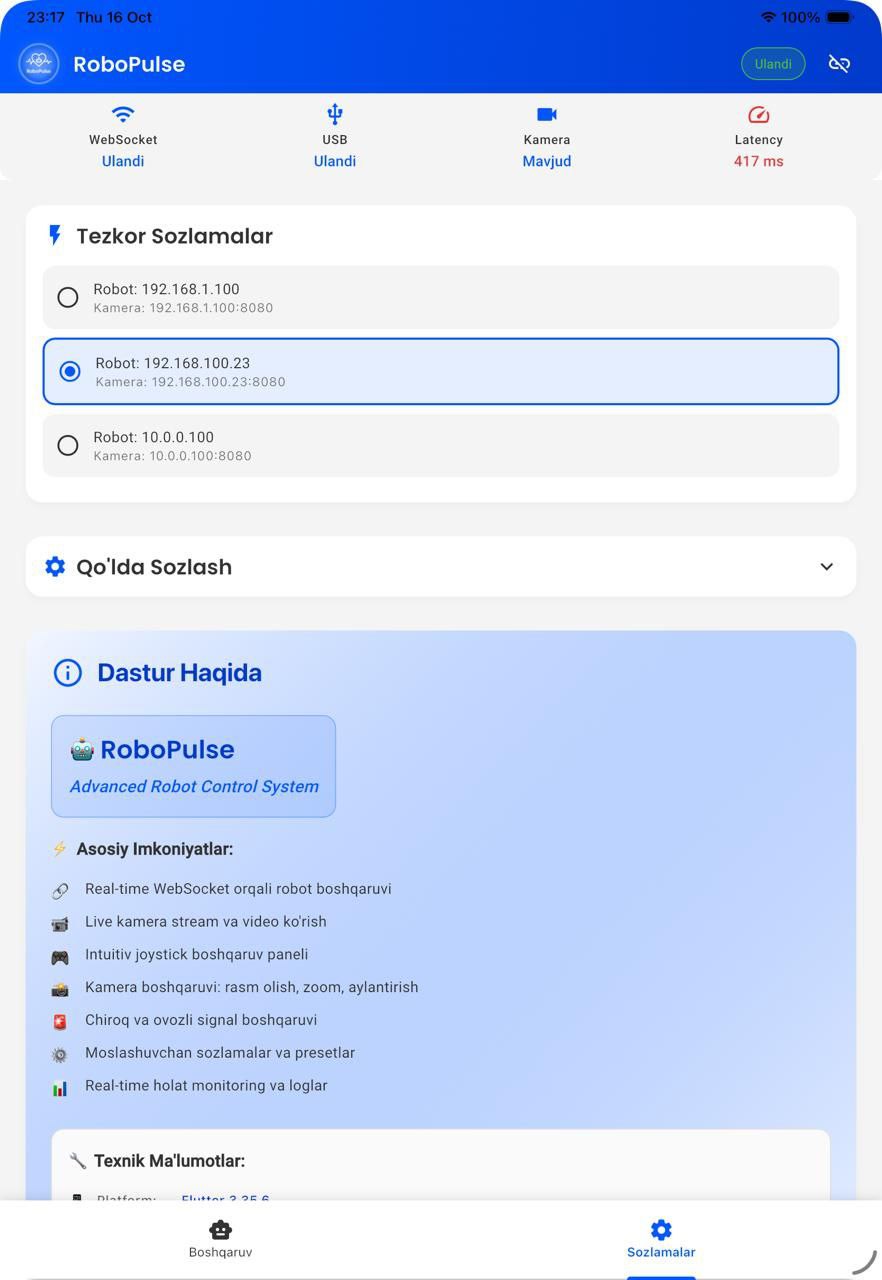 23:17 Thu 16 Oct
100%
RoboPulse
RoboPulse
Ulandi
WebSocket
Ulandi
USB
Ulandi
Kamera
Mavjud
Latency
417 ms
Tezkor Sozlamalar
Robot: 192.168.1.100
Kamera: 192.168.1.100:8080
Robot: 192.168.100.23
Kamera: 192.168.100.23:8080
Robot: 10.0.0.100
Kamera: 10.0.0.100:8080
Qo'lda Sozlash
Dastur Haqida
🤖 RoboPulse
Advanced Robot Control System
⚡ Asosiy Imkoniyatlar:
🔗 Real-time WebSocket orqali robot boshqaruvi
📹 Live kamera stream va video ko'rish
🎮 Intuitiv joystick boshqaruv paneli
📸 Kamera boshqaruvi: rasm olish, zoom, aylantirish
🚨 Chiroq va ovozli signal boshqaruvi
⚙️ Moslashuvchan sozlamalar va presetlar
📊 Real-time holat monitoring va loglar
🔧 Texnik Ma'lumotlar:
Platform: Flutter 3.35.6
Boshqaruv
Sozlamalar